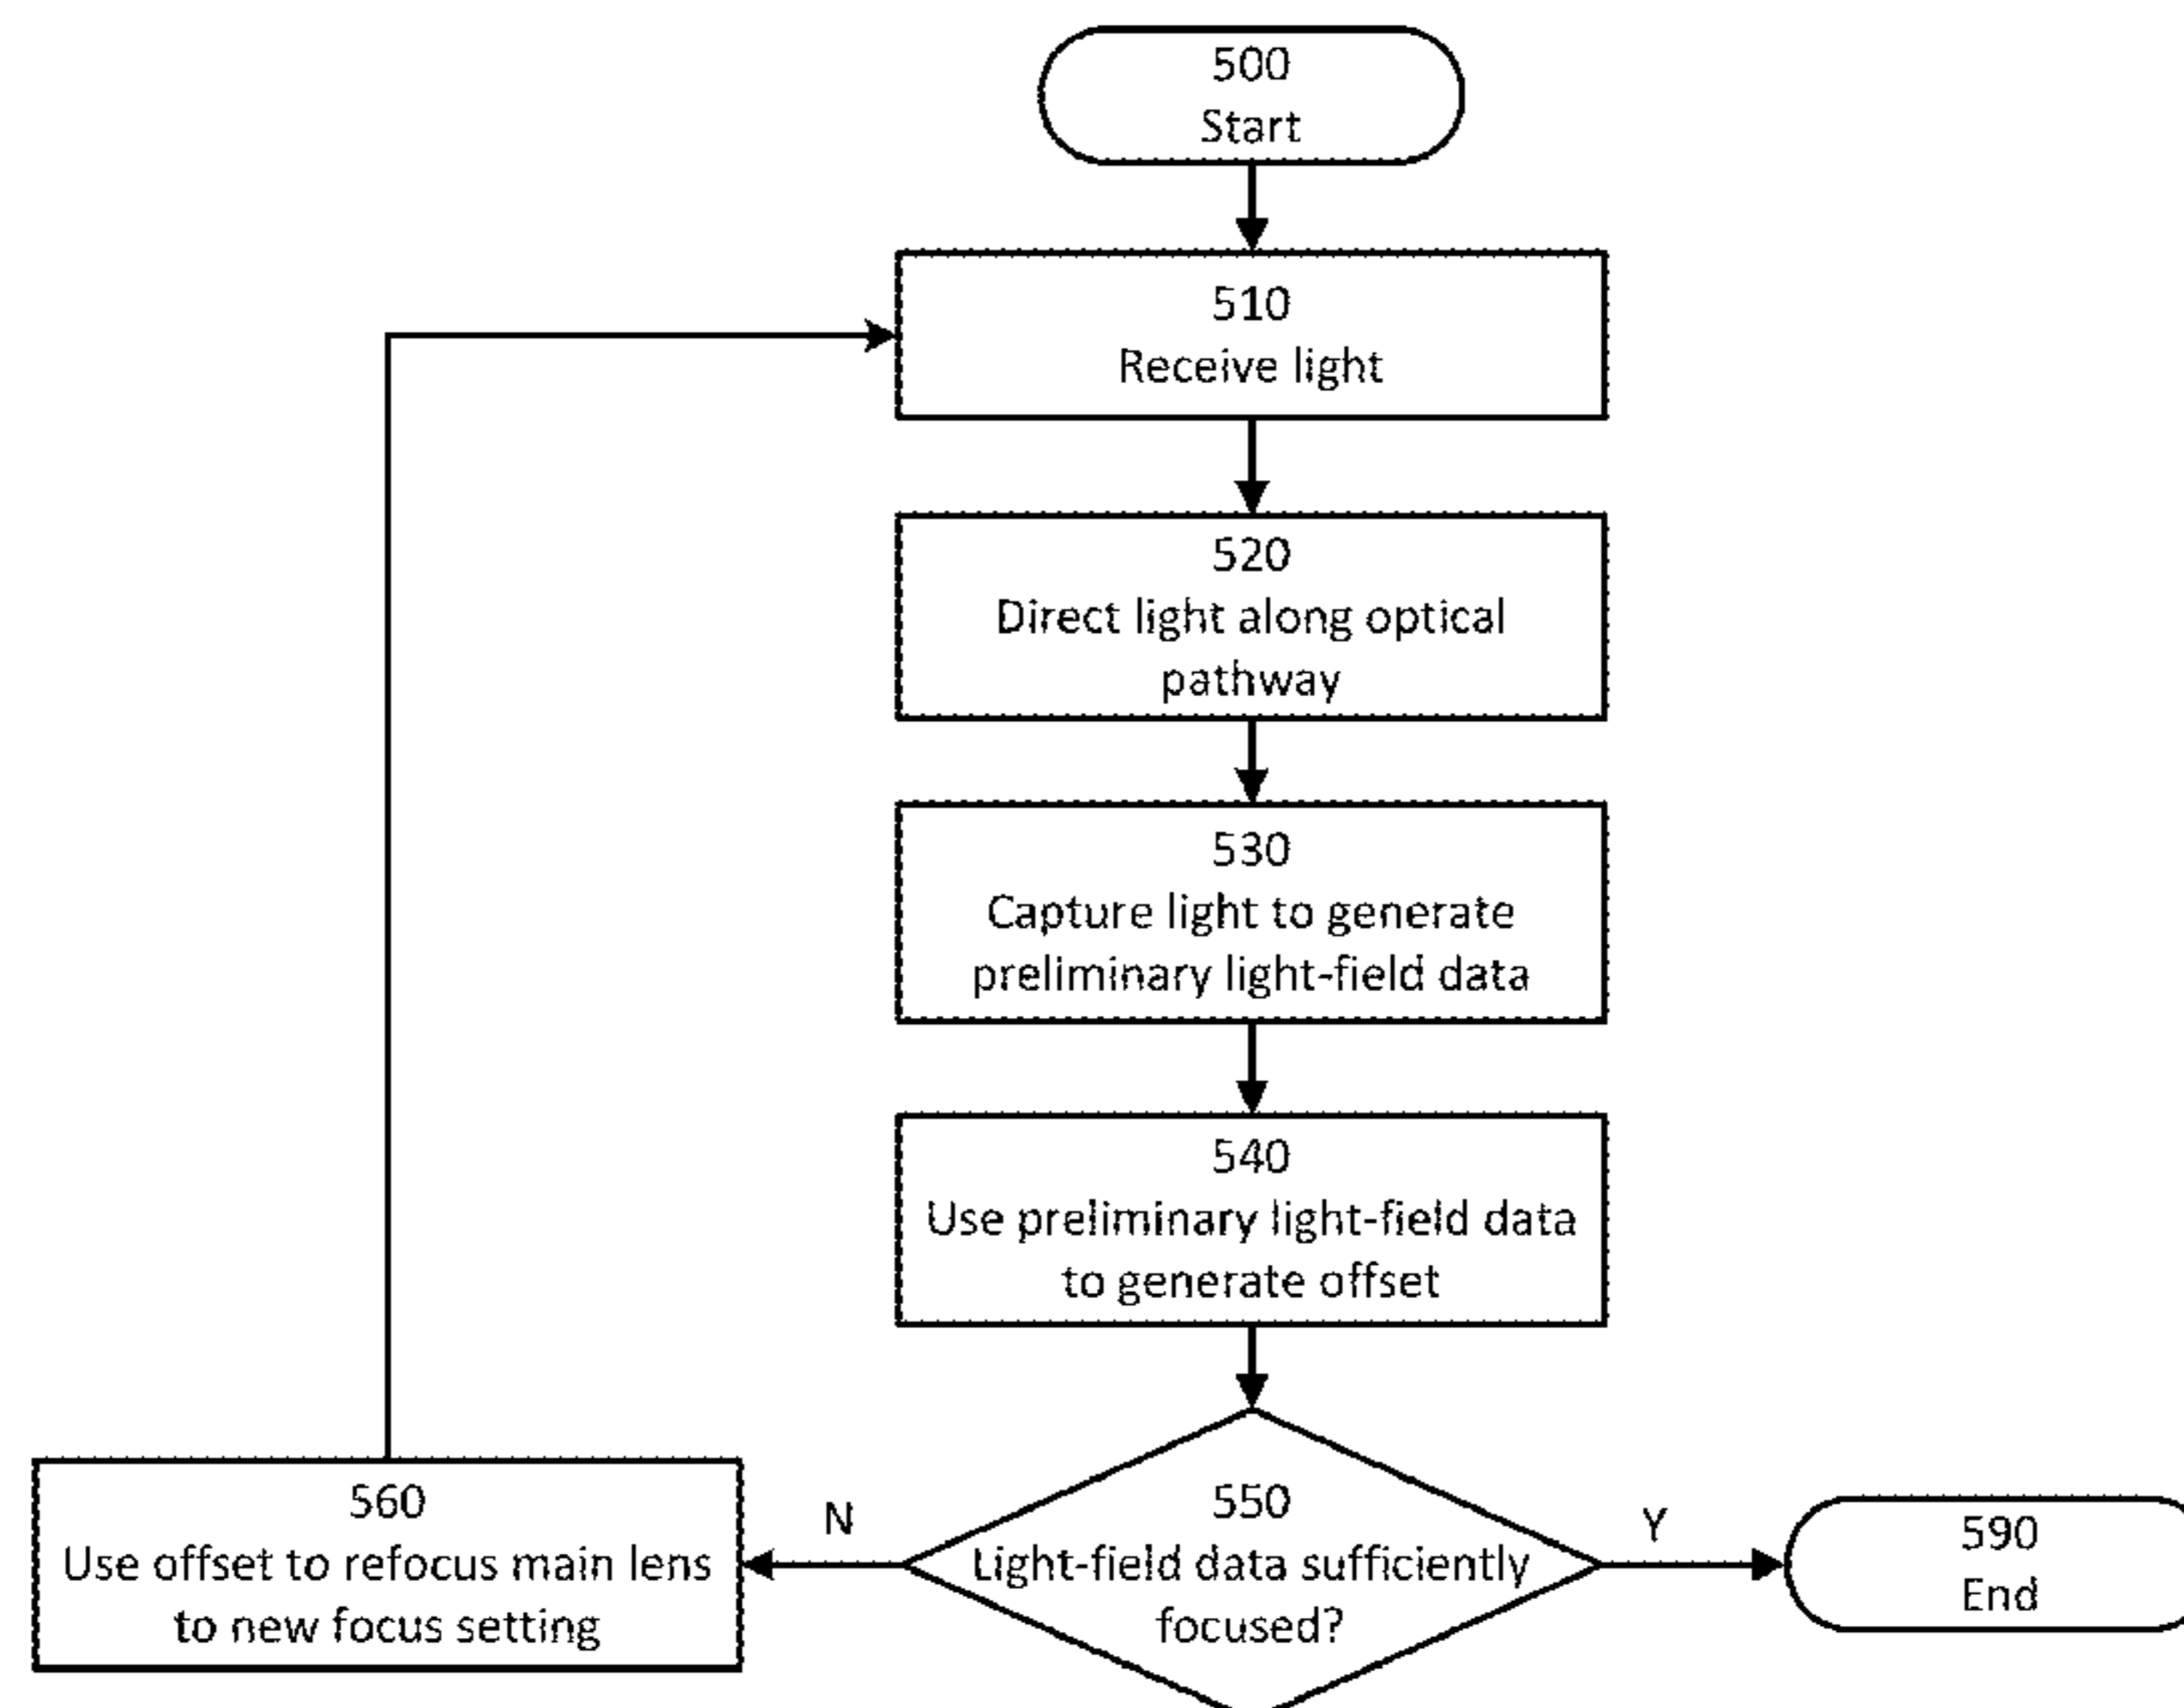 500
Start
510
Receive light
520
Direct light along optical
pathway
530
Capture light to generate
preliminary light-field data
540
Use preliminary light-field data
to generate offset
550
Light-field data sufficiently
focused?
N
Y
560
Use offset to refocus main lens
to new focus setting
590
End